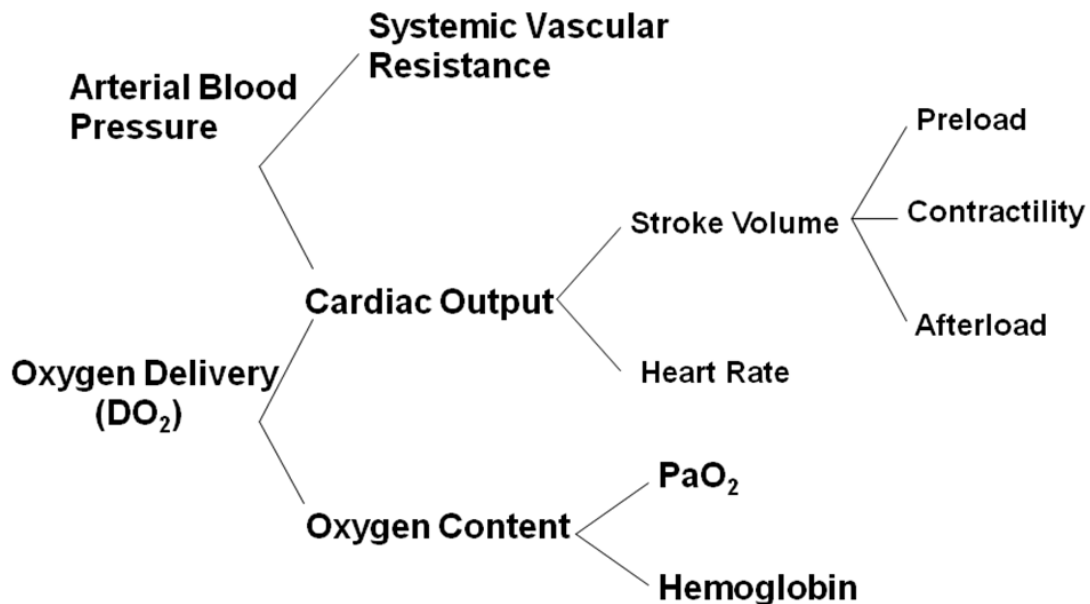 Systemic Vascular
Resistance
Arterial Blood
Pressure
Preload
Stroke Volume
Contractility
Cardiac Output
Afterload
Oxygen Delivery
(DO₂)
Heart Rate
PaO₂
Oxygen Content
Hemoglobin